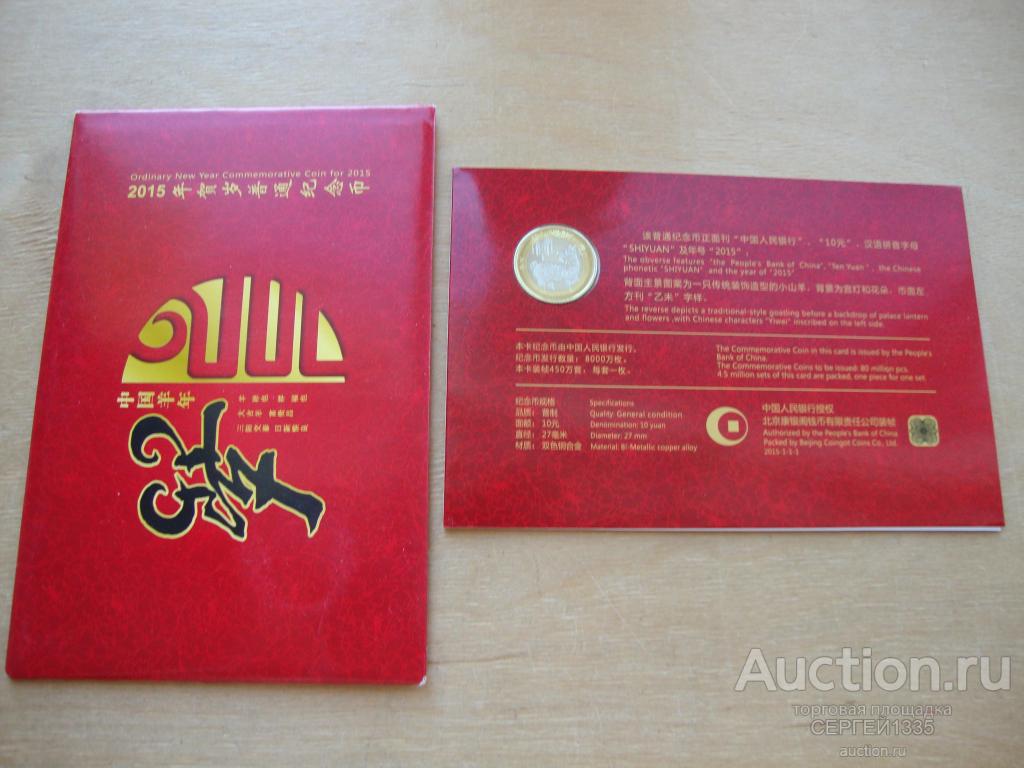 Ordinary New Year Commemorative Coin for 2015
2015年賀岁普通纪念币
中国羊年
该普通纪念币正面刊“中国人民银行”、“10元”、汉语拼音字母
“SHIYUAN”及年号“2015”；
The obverse features "the People's Bank of China", "Ten Yuan", the Chinese
phonetic "SHIYUAN" and the year of "2015"
背面主景图案为一只传统装饰造型的小山羊，背景为宫灯和花朵，币面左
方刊“乙未”字样。
The reverse depicts a traditional-style goatling before a backdrop of palace lantern
and flowers ,with Chinese characters "Yiwei" inscribed on the left side.
本卡纪念币由中国人民银行发行。
纪念币发行数量：8000万枚。
本卡装帧450万套，每套一枚。
The Commemorative Coin in this card is issued by the People's
Bank of China.
The Commemorative Coins to be issued: 80 million pcs.
4.5 million sets of this card are packed, one piece for one set.
纪念币规格
品质：普制
面额：10元
直径：27毫米
材质：双色铜合金
Specifications
Quality: General condition
Denomination: 10 yuan
Diameter: 27 mm
Material: Bi-Metallic copper alloy
中国人民银行授权
北京康银阁钱币有限责任公司装帧
Authorized by the People's Bank of China
Packed by Beijing Coingot Coins Co., Ltd.
2015-1-1-1
Auction.ru
торговая площадка
СЕРГЕЙ1335
auction.ru